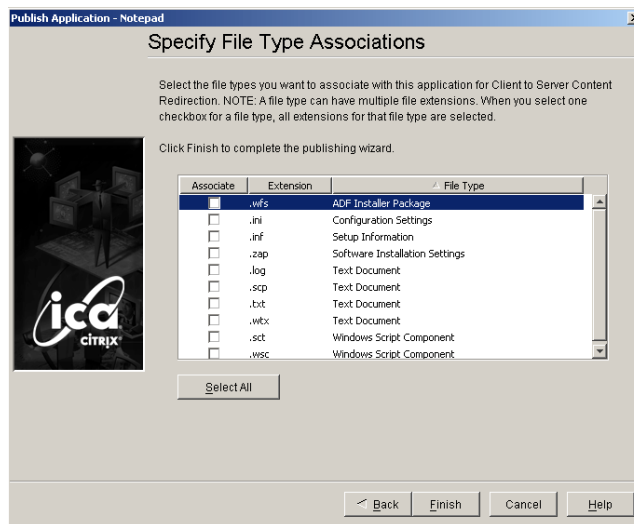 Publish Application - Notepad
Specify File Type Associations
Select the file types you want to associate with this application for Client to Server Content
Redirection. NOTE: A file type can have multiple file extensions. When you select one
checkbox for a file type, all extensions for that file type are selected.
Click Finish to complete the publishing wizard.
Associate Extension File Type
.wfs ADF Installer Package
.ini Configuration Settings
.inf Setup Information
.zap Software Installation Settings
.log Text Document
.scp Text Document
.txt Text Document
.wtx Text Document
.sct Windows Script Component
.wsc Windows Script Component
ica
CITRIX
Select All
< Back Finish Cancel Help